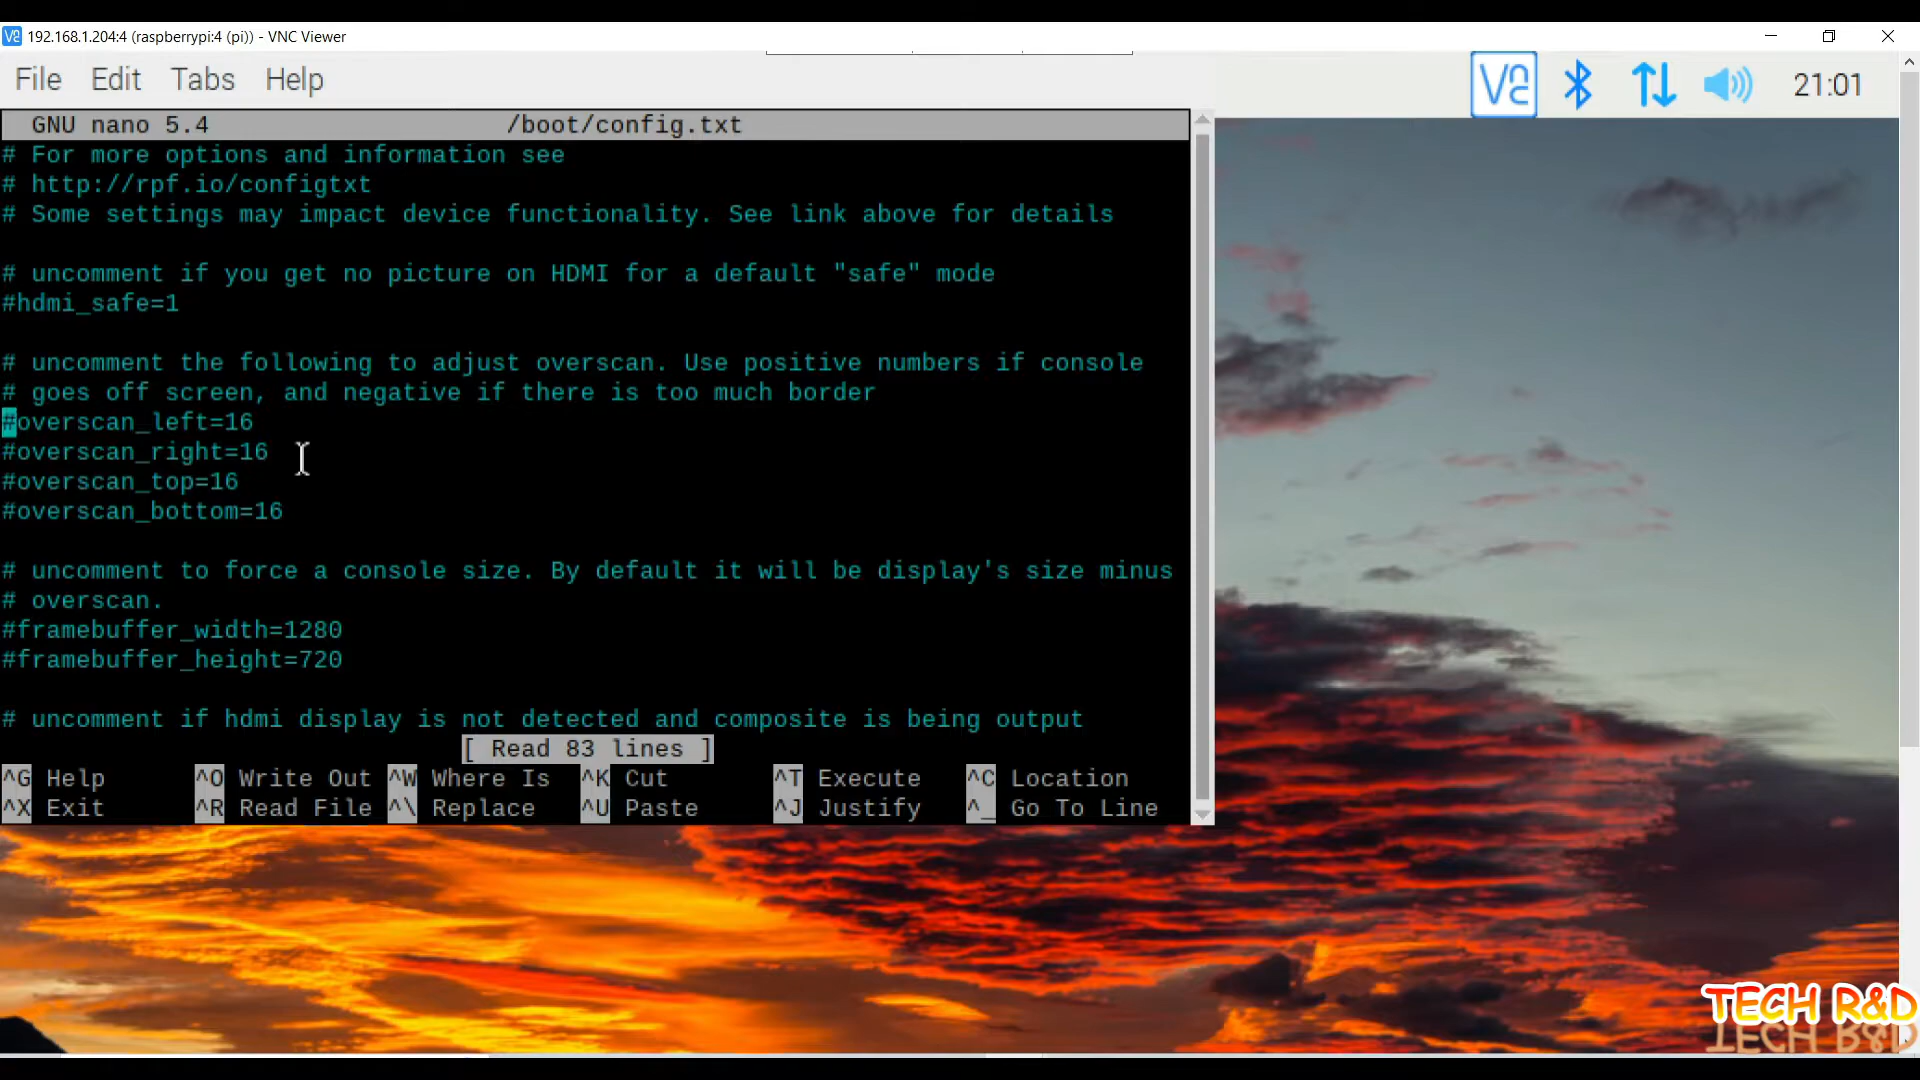 192.168.1.204:4 (raspberrypi:4 (pi)) - VNC Viewer
File Edit Tabs Help
21:01
GNU nano 5.4 /boot/config.txt
# For more options and information see
# http://rpf.io/configtxt
# Some settings may impact device functionality. See link above for details
# uncomment if you get no picture on HDMI for a default "safe" mode
#hdmi_safe=1
# uncomment the following to adjust overscan. Use positive numbers if console
# goes off screen, and negative if there is too much border
#overscan_left=16
#overscan_right=16
#overscan_top=16
#overscan_bottom=16
# uncomment to force a console size. By default it will be display's size minus
# overscan.
#framebuffer_width=1280
#framebuffer_height=720
# uncomment if hdmi display is not detected and composite is being output
[ Read 83 lines ]
^G Help ^O Write Out ^W Where Is ^K Cut ^T Execute ^C Location
^X Exit ^R Read File ^\ Replace ^U Paste ^J Justify ^_ Go To Line
TECH R&D